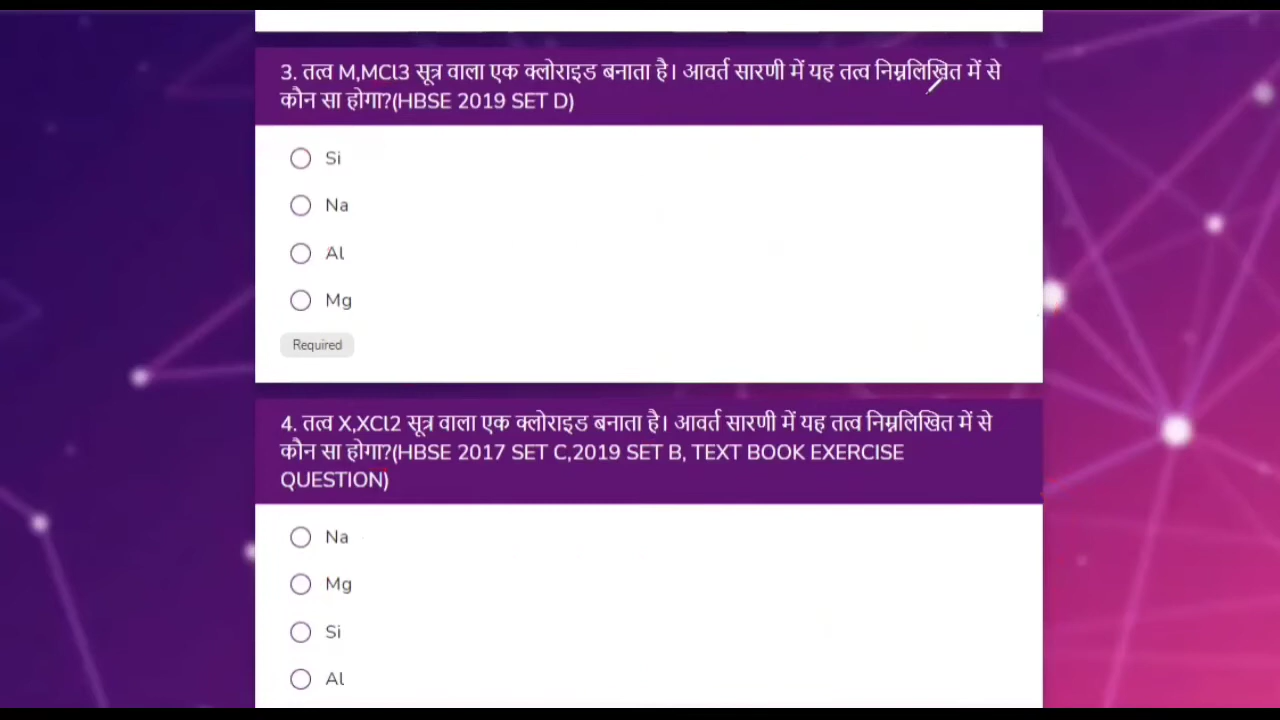 3. तत्व M,MCl3 सूत्र वाला एक क्लोराइड बनाता है। आवर्त सारणी में यह तत्व निम्नलिखित में से
कौन सा होगा?(HBSE 2019 SET D)
Si
Na
Al
Mg
Required
4. तत्व X,XCl2 सूत्र वाला एक क्लोराइड बनाता है। आवर्त सारणी में यह तत्व निम्नलिखित में से
कौन सा होगा?(HBSE 2017 SET C,2019 SET B, TEXT BOOK EXERCISE
QUESTION)
Na
Mg
Si
Al